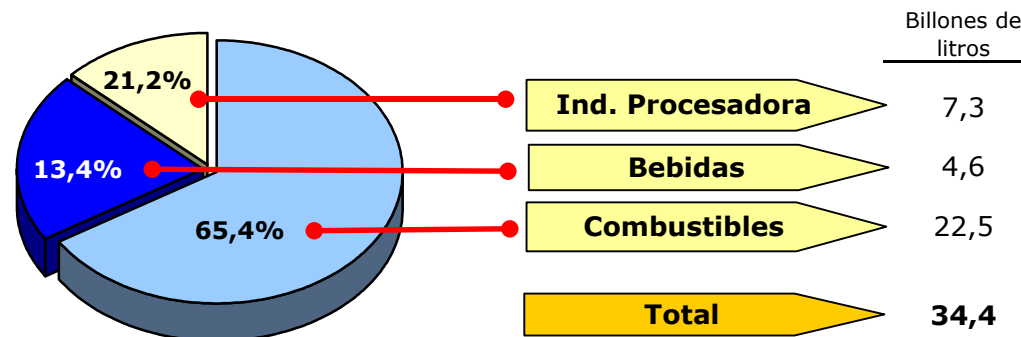 Billones de
litros
21,2%
Ind. Procesadora 7,3
13,4%
Bebidas 4,6
65,4%
Combustibles 22,5
Total 34,4